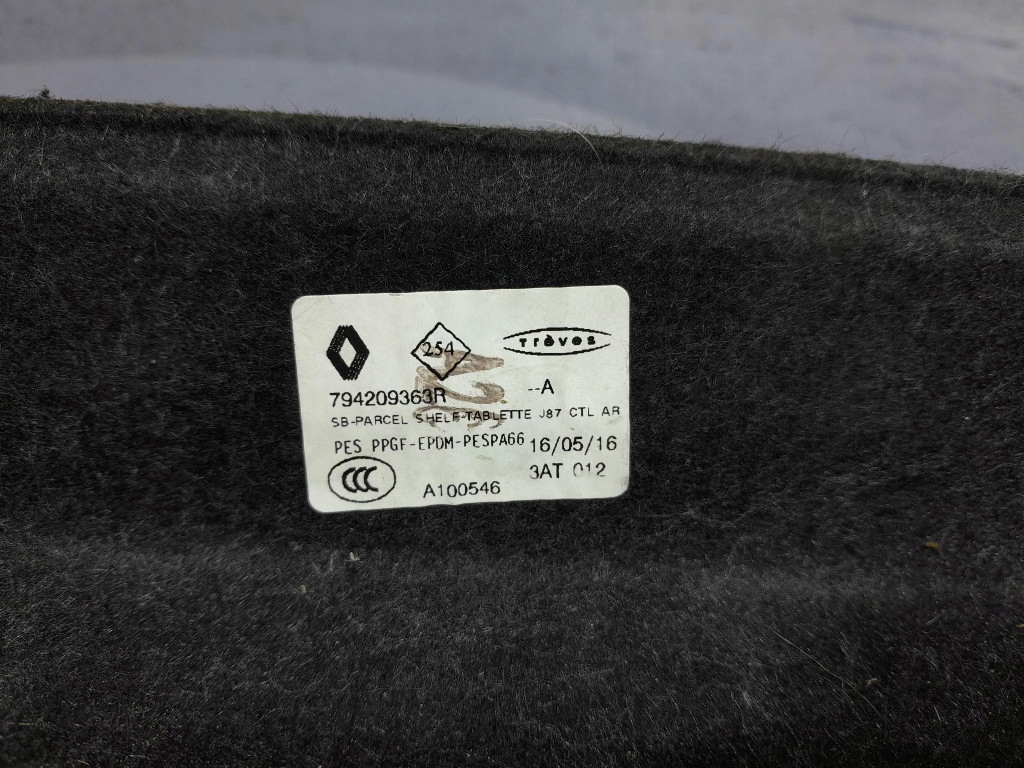 254 Trèves
794209363R --A
SB-PARCEL SHELF-TABLETTE J87 CTL AR
PES PPGF-EPDM-PESPA66 16/05/16
CCC 3AT 012
A100546